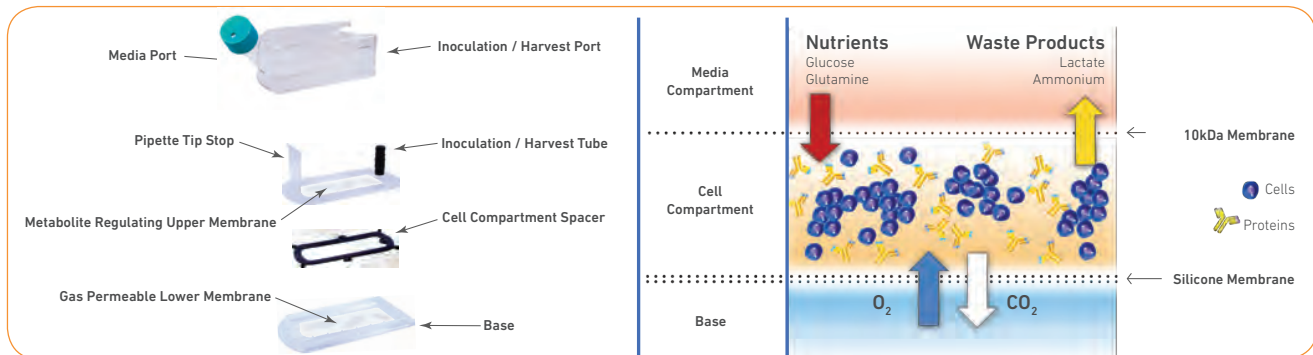 Media Port
Inoculation / Harvest Port
Pipette Tip Stop
Inoculation / Harvest Tube
Metabolite Regulating Upper Membrane
Cell Compartment Spacer
Gas Permeable Lower Membrane
Base
Media
Compartment
Cell
Compartment
Base
Nutrients
Glucose
Glutamine
Waste Products
Lactate
Ammonium
10kDa Membrane
Cells
Proteins
Silicone Membrane
O₂
CO₂